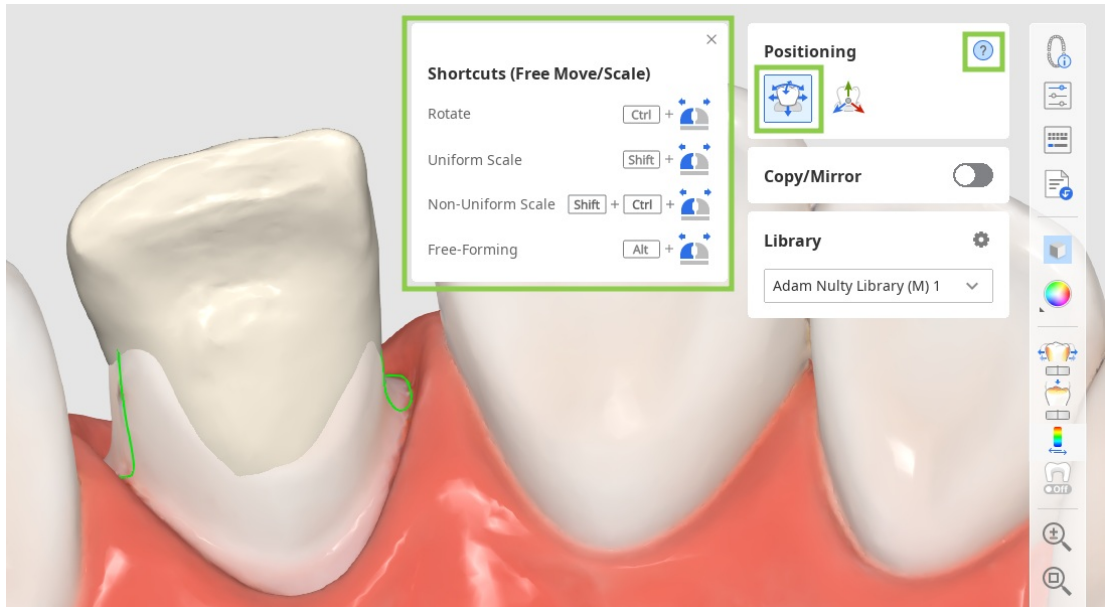 Shortcuts (Free Move/Scale)
Rotate Ctrl +
Uniform Scale Shift +
Non-Uniform Scale Shift + Ctrl +
Free-Forming Alt +
Positioning ?
Copy/Mirror
Library
Adam Nulty Library (M) 1
Off